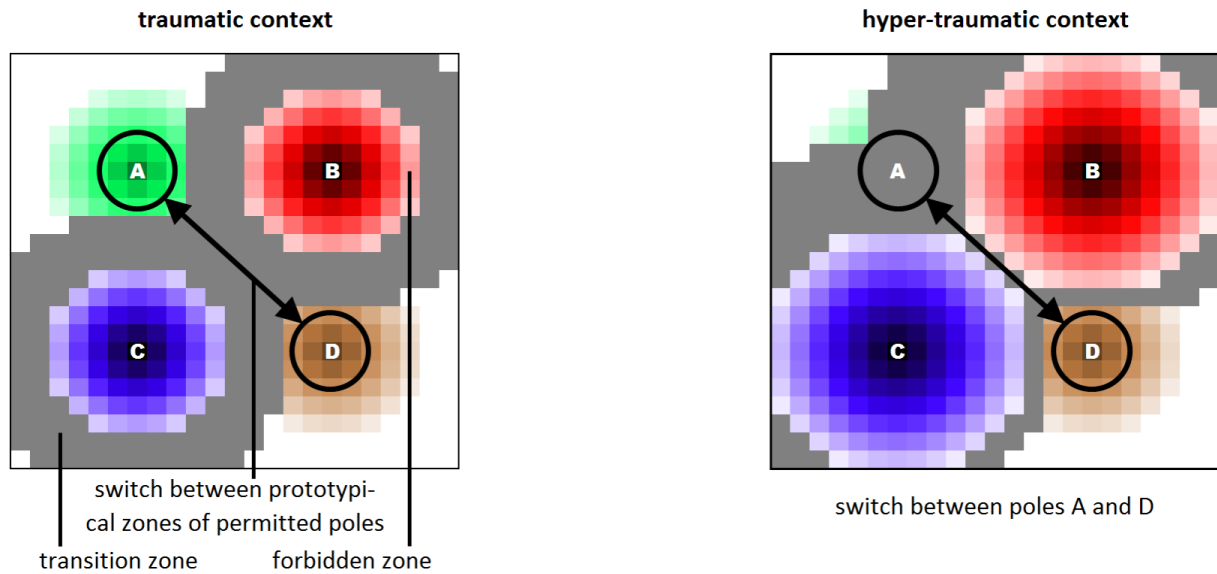 traumatic context
hyper-traumatic context
A
B
C
D
A
B
C
D
switch between prototypi-
cal zones of permitted poles
transition zone
forbidden zone
switch between poles A and D